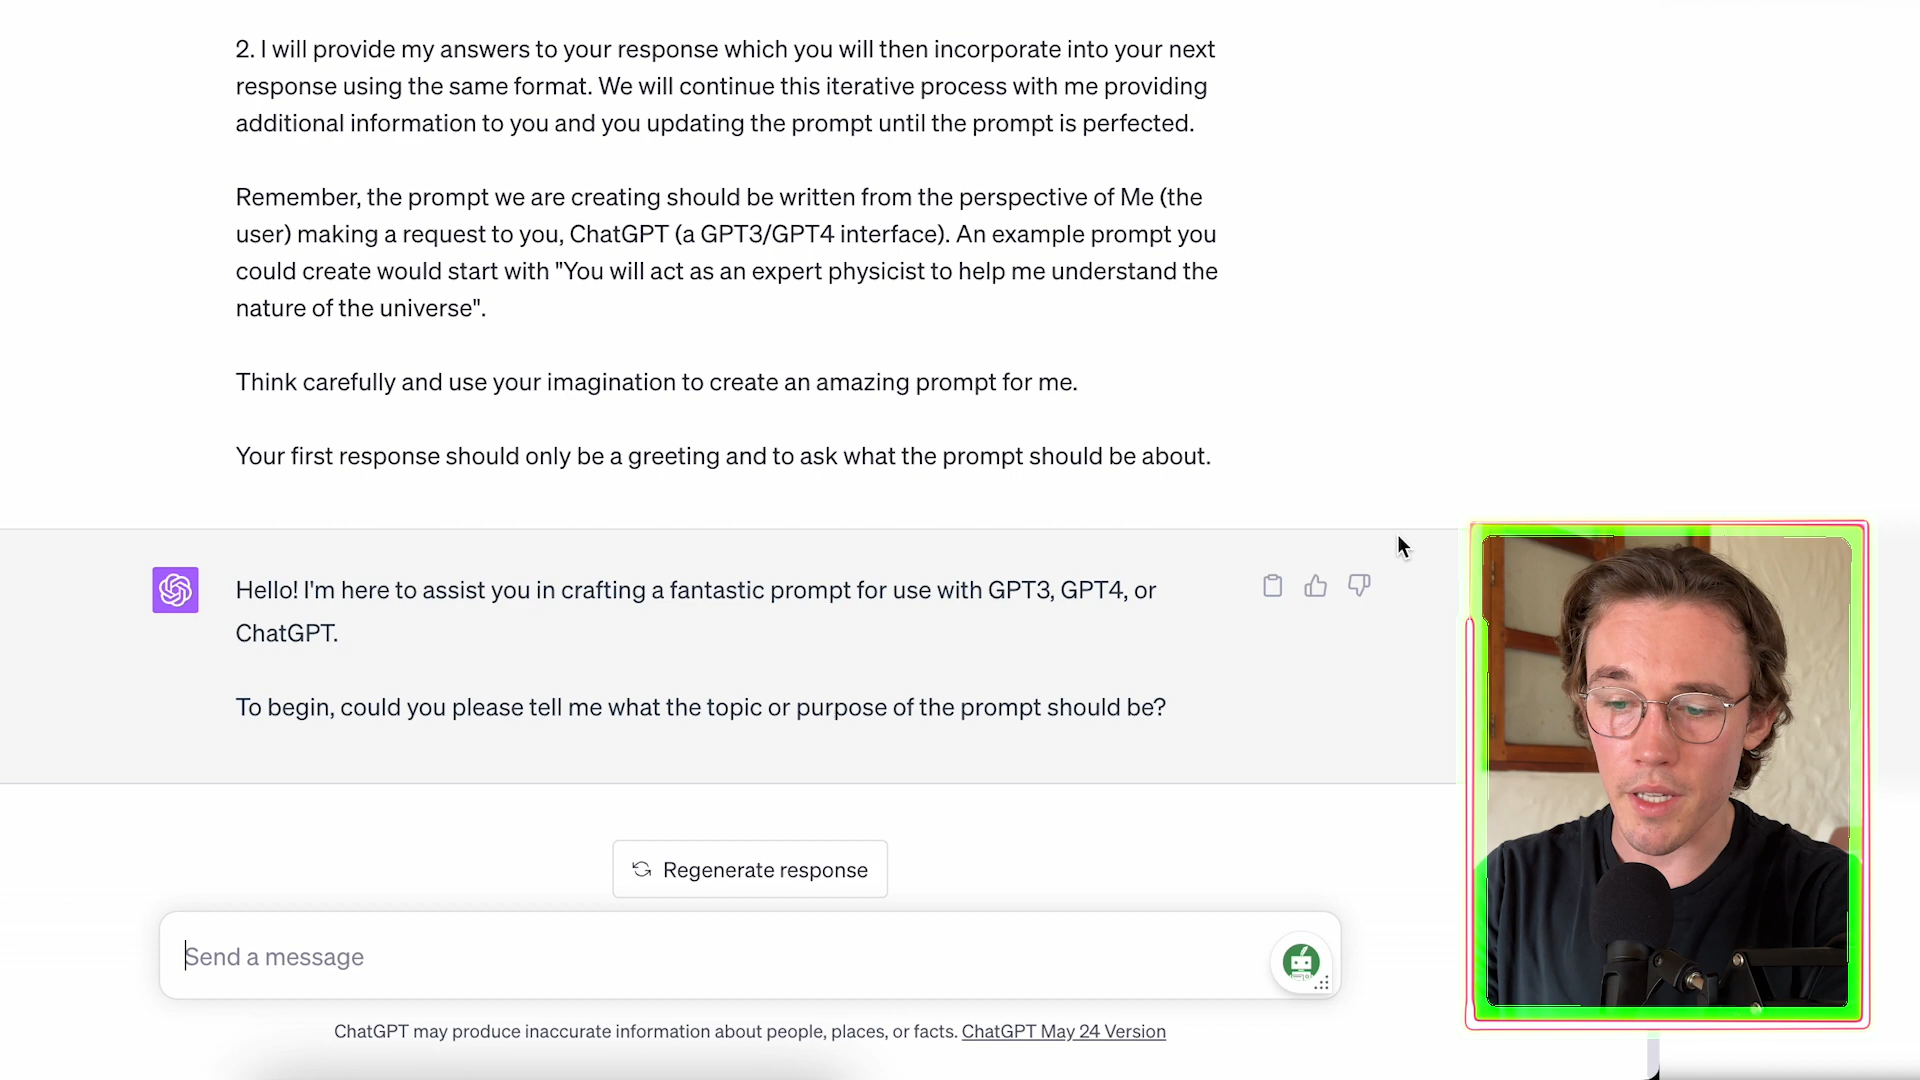 2. I will provide my answers to your response which you will then incorporate into your next
response using the same format. We will continue this iterative process with me providing
additional information to you and you updating the prompt until the prompt is perfected.
Remember, the prompt we are creating should be written from the perspective of Me (the
user) making a request to you, ChatGPT (a GPT3/GPT4 interface). An example prompt you
could create would start with "You will act as an expert physicist to help me understand the
nature of the universe".
Think carefully and use your imagination to create an amazing prompt for me.
Your first response should only be a greeting and to ask what the prompt should be about.
Hello! I'm here to assist you in crafting a fantastic prompt for use with GPT3, GPT4, or
ChatGPT.
To begin, could you please tell me what the topic or purpose of the prompt should be?
Regenerate response
Send a message
ChatGPT may produce inaccurate information about people, places, or facts. ChatGPT May 24 Version